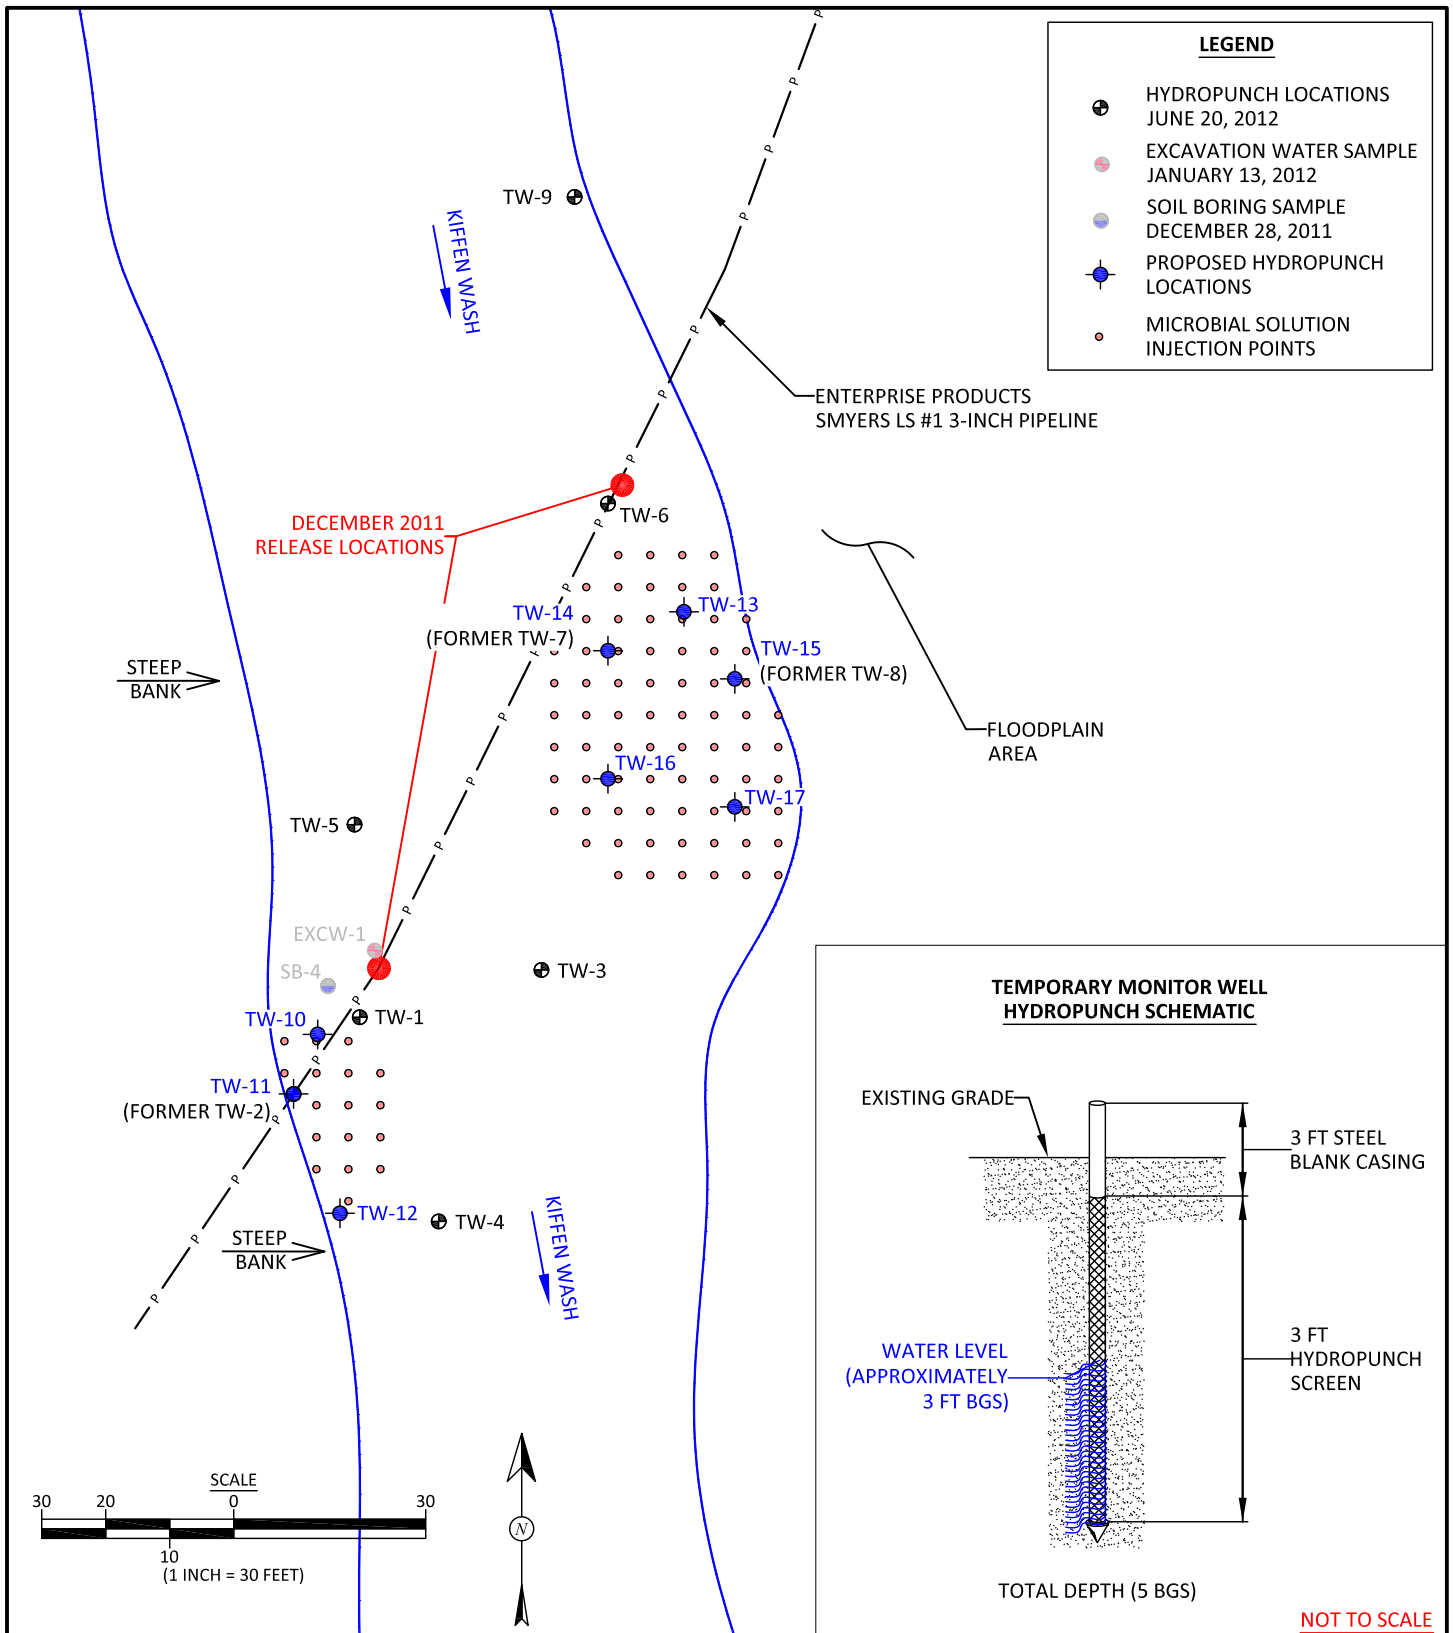 LEGEND
HYDROPUNCH LOCATIONS
JUNE 20, 2012
EXCAVATION WATER SAMPLE
JANUARY 13, 2012
SOIL BORING SAMPLE
DECEMBER 28, 2011
PROPOSED HYDROPUNCH
LOCATIONS
MICROBIAL SOLUTION
INJECTION POINTS
P
P
P
P
P
TW-9
KIFFEN WASH
P
ENTERPRISE PRODUCTS
SMYERS LS #1 3-INCH PIPELINE
P
P
TW-6
DECEMBER 2011
RELEASE LOCATIONS
P
P
TW-14
(FORMER TW-7)
TW-13
TW-15
(FORMER TW-8)
P
STEEP
BANK
P
FLOODPLAIN
AREA
TW-16
P
TW-17
TW-5
P
P
EXCW-1
SB-4
TW-3
P
TW-10
TW-1
P
TW-11
(FORMER TW-2)
P
P
TW-12
TW-4
STEEP
BANK
P
P
KIFFEN WASH
TEMPORARY MONITOR WELL
HYDROPUNCH SCHEMATIC
EXISTING GRADE
3 FT STEEL
BLANK CASING
WATER LEVEL
(APPROXIMATELY
3 FT BGS)
3 FT
HYDROPUNCH
SCREEN
TOTAL DEPTH (5 BGS)
NOT TO SCALE
SCALE
30 20 0 30
10
(1 INCH = 30 FEET)
N